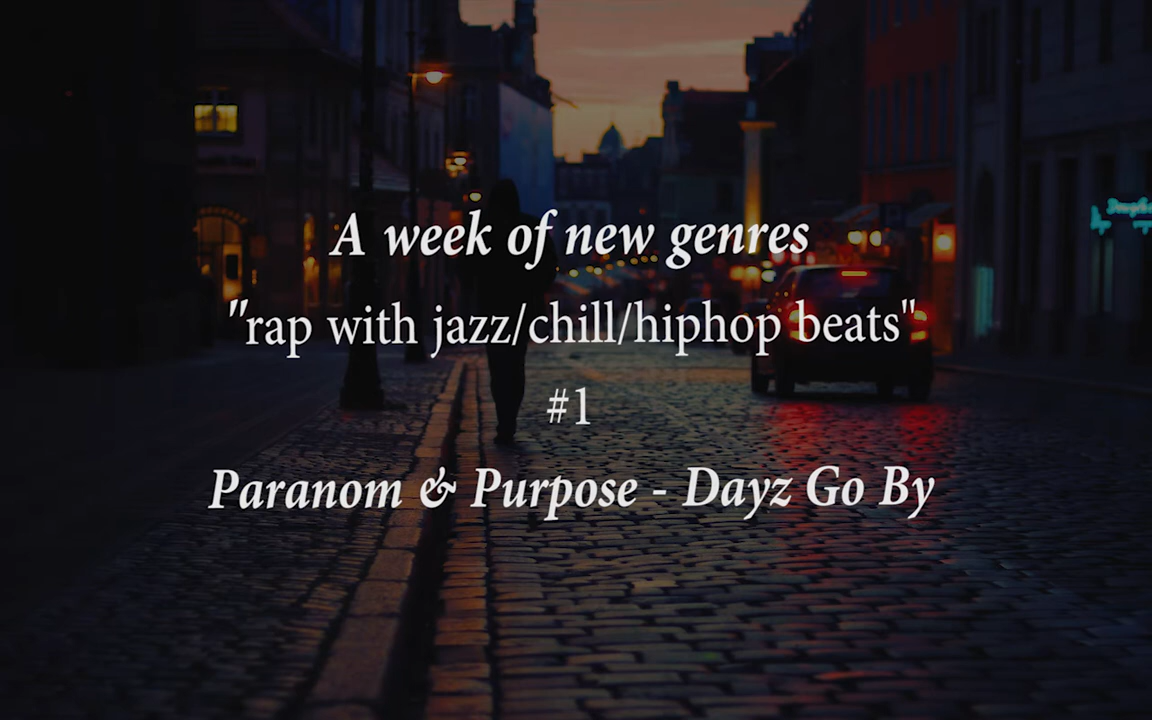 A week of new genres
"rap with jazz/chill/hiphop beats"
#1
Paranom & Purpose - Dayz Go By